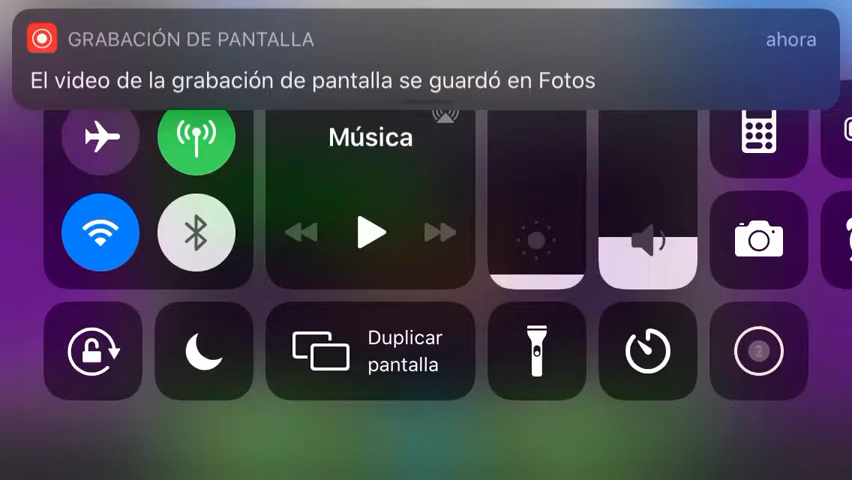 GRABACIÓN DE PANTALLA
ahora
El video de la grabación de pantalla se guardó en Fotos
Música
Duplicar
pantalla